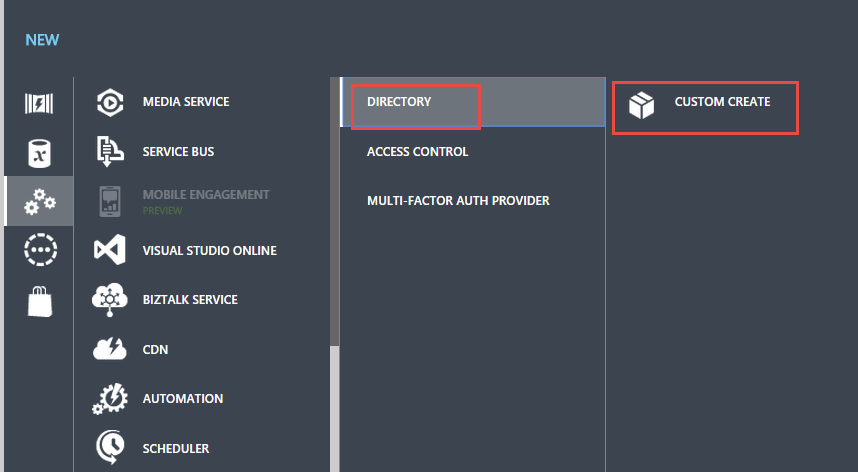 NEW
MEDIA SERVICE
SERVICE BUS
MOBILE ENGAGEMENT
PREVIEW
VISUAL STUDIO ONLINE
BIZTALK SERVICE
CDN
AUTOMATION
SCHEDULER
DIRECTORY
ACCESS CONTROL
MULTI-FACTOR AUTH PROVIDER
CUSTOM CREATE